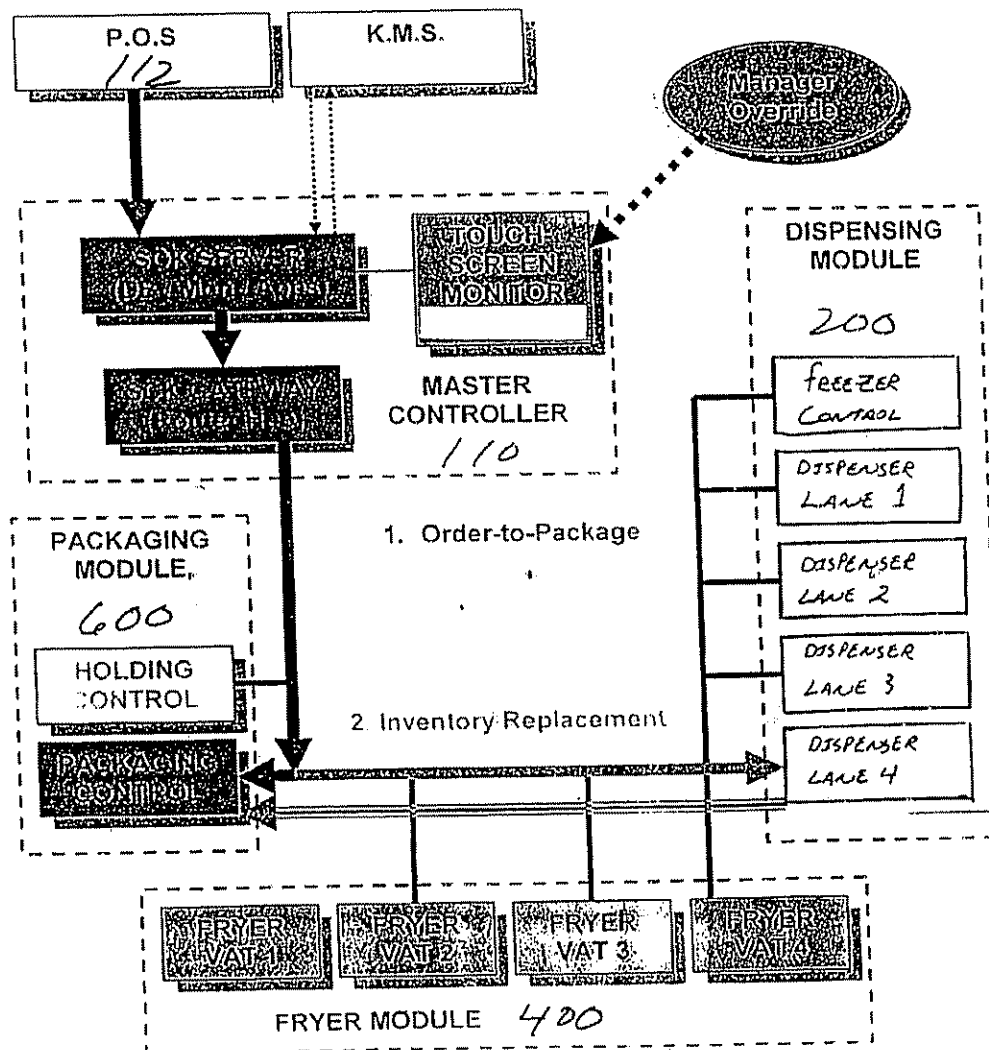 P.O.S
112
K.M.S.
Manager
Override
TOUCH-
SCREEN
MONITOR
SERVER
MASTER
CONTROLLER
110
DISPENSING
MODULE
200
FREEZER
CONTROL
DISPENSER
LANE 1
DISPENSER
LANE 2
DISPENSER
LANE 3
DISPENSER
LANE 4
1. Order-to-Package
PACKAGING
MODULE
600
HOLDING
CONTROL
PACKAGING
CONTROL
2. Inventory Replacement
FRYER
VAT 1
FRYER
VAT 2
FRYER
VAT 3
FRYER
VAT 4
FRYER MODULE 400